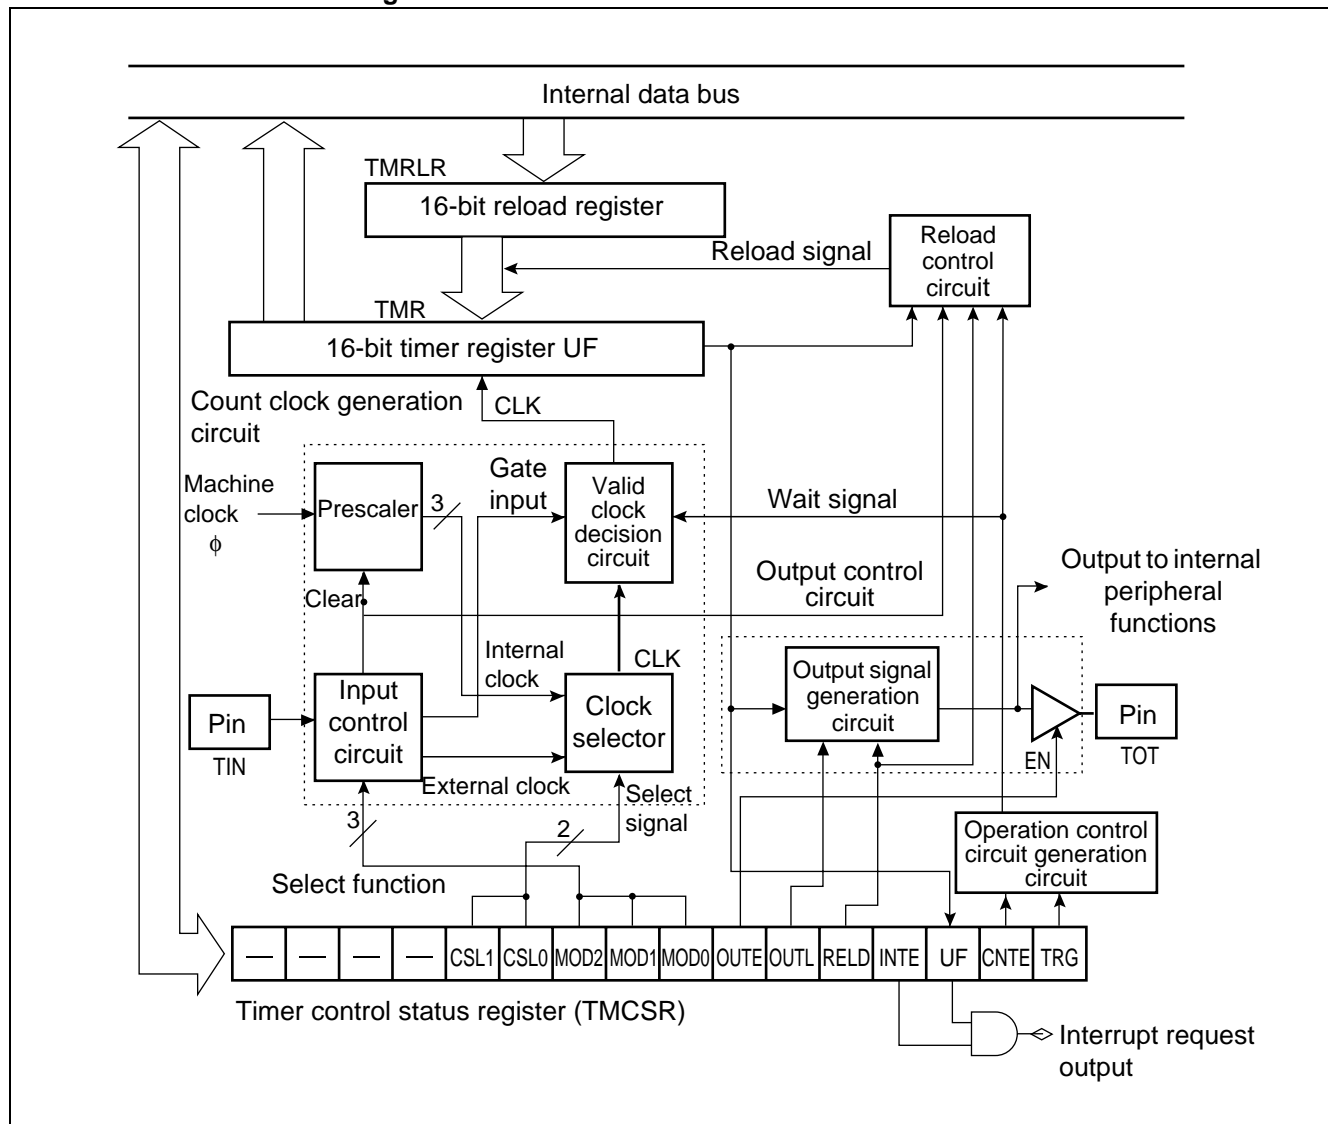 Internal data bus
TMRLR
16-bit reload register
Reload
control
circuit
Reload signal
TMR
16-bit timer register UF
Count clock generation
circuit
CLK
Machine
clock
ϕ
Prescaler
3
Gate
input
Valid
clock
decision
circuit
Wait signal
Clear
Output control
circuit
Output to internal
peripheral
functions
Internal
clock
CLK
Pin
TIN
Input
control
circuit
Clock
selector
External clock
Output signal
generation
circuit
EN
Pin
TOT
3
2
Select
signal
Select function
Operation control
circuit generation
circuit
— — — — CSL1 CSL0 MOD2 MOD1 MOD0 OUTE OUTL RELD INTE UF CNTE TRG
Timer control status register (TMCSR)
Interrupt request
output